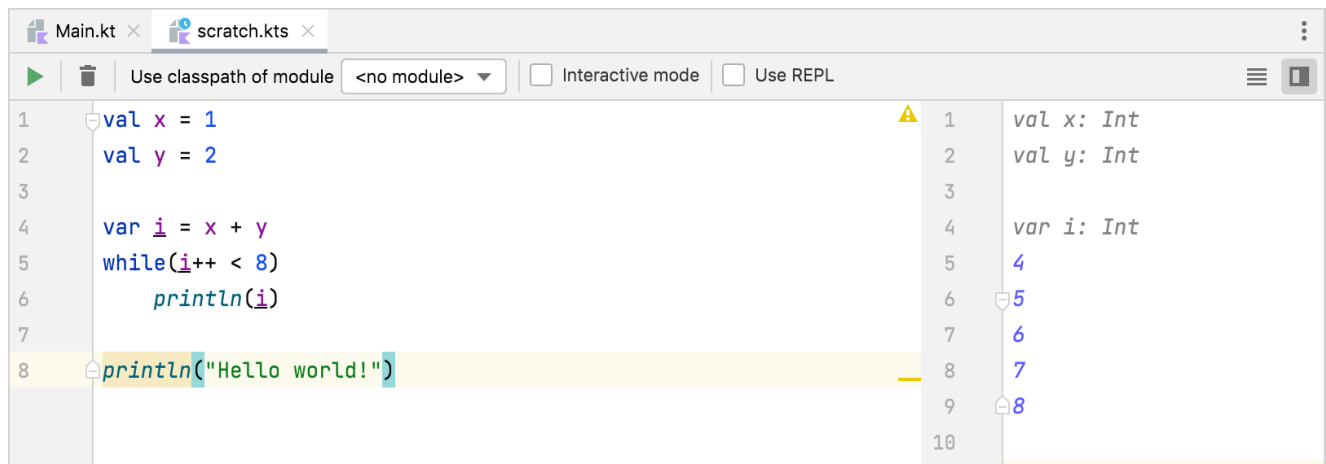 Main.kt scratch.kts
Use classpath of module <no module> Interactive mode Use REPL
1 val x = 1
2 val y = 2
3
4 var i = x + y
5 while(i++ < 8)
6     println(i)
7
8 println("Hello world!")
1 val x: Int
2 val y: Int
3
4 var i: Int
5 4
6 5
7 6
8 7
9 8
10